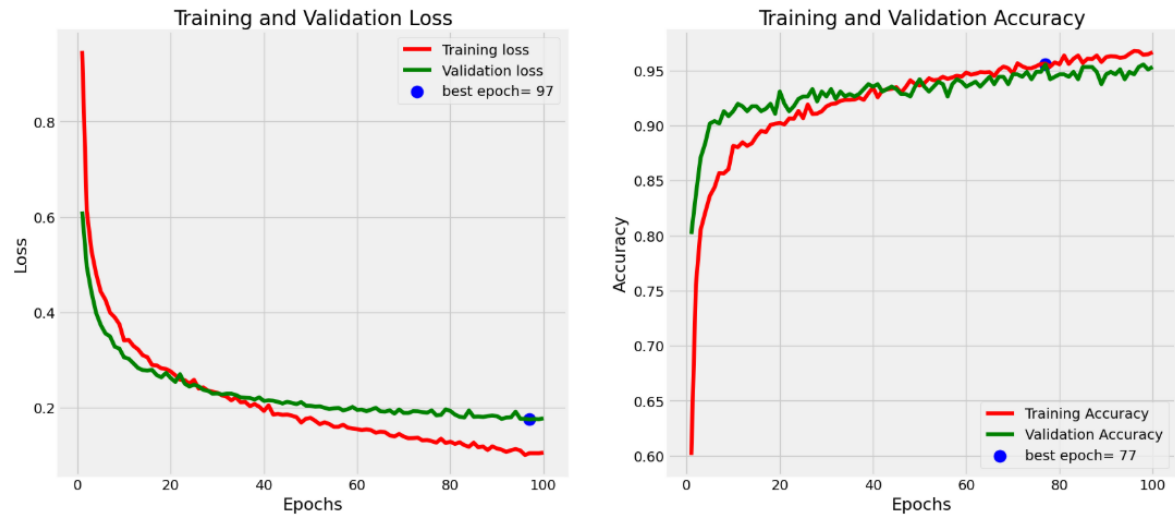 Training and Validation Loss
Training loss
Validation loss
best epoch= 97
Loss
0.8
0.6
0.4
0.2
0
20
40
60
80
100
Epochs
Training and Validation Accuracy
Accuracy
0.95
0.90
0.85
0.80
0.75
0.70
0.65
0.60
Training Accuracy
Validation Accuracy
best epoch= 77
0
20
40
60
80
100
Epochs